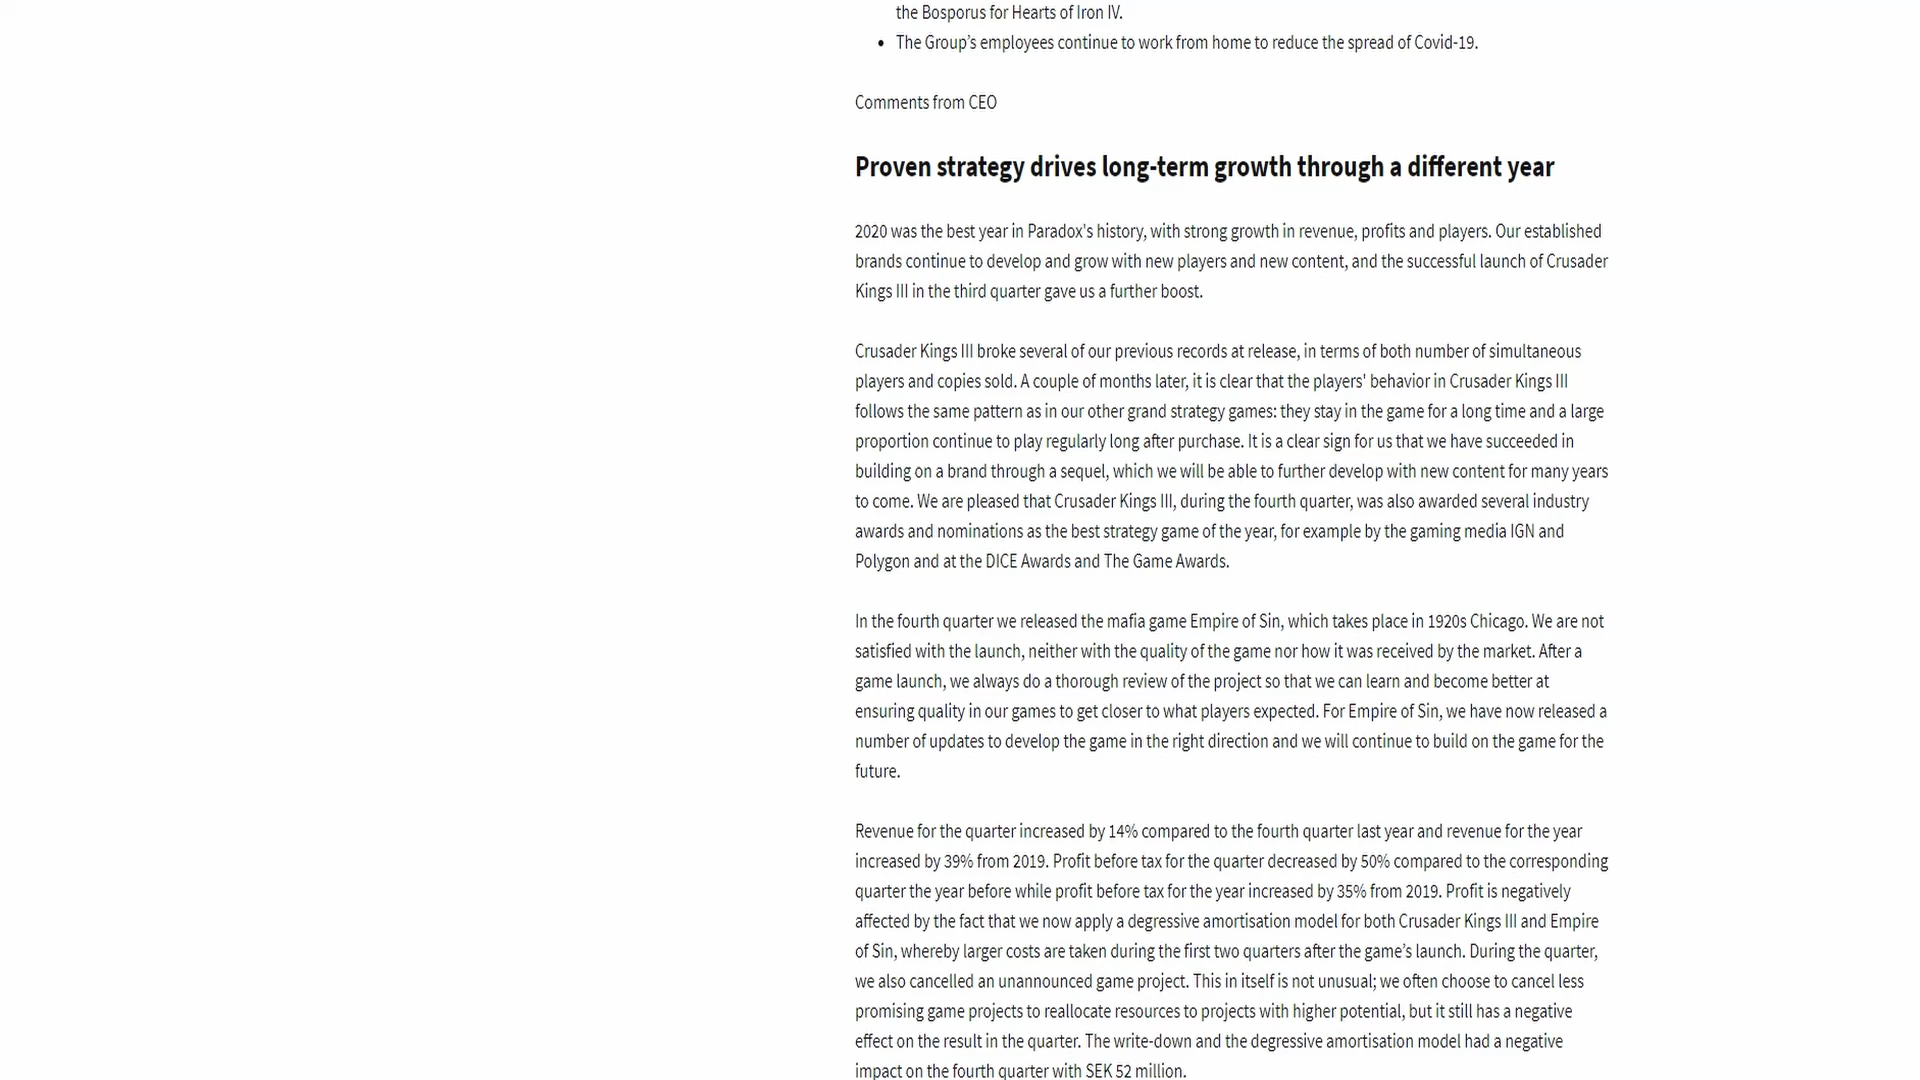 the Bosporus for Hearts of Iron IV.
• The Group’s employees continue to work from home to reduce the spread of Covid-19.
Comments from CEO
Proven strategy drives long-term growth through a different year
2020 was the best year in Paradox's history, with strong growth in revenue, profits and players. Our established
brands continue to develop and grow with new players and new content, and the successful launch of Crusader
Kings III in the third quarter gave us a further boost.
Crusader Kings III broke several of our previous records at release, in terms of both number of simultaneous
players and copies sold. A couple of months later, it is clear that the players' behavior in Crusader Kings III
follows the same pattern as in our other grand strategy games: they stay in the game for a long time and a large
proportion continue to play regularly long after purchase. It is a clear sign for us that we have succeeded in
building on a brand through a sequel, which we will be able to further develop with new content for many years
to come. We are pleased that Crusader Kings III, during the fourth quarter, was also awarded several industry
awards and nominations as the best strategy game of the year, for example by the gaming media IGN and
Polygon and at the DICE Awards and The Game Awards.
In the fourth quarter we released the mafia game Empire of Sin, which takes place in 1920s Chicago. We are not
satisfied with the launch, neither with the quality of the game nor how it was received by the market. After a
game launch, we always do a thorough review of the project so that we can learn and become better at
ensuring quality in our games to get closer to what players expected. For Empire of Sin, we have now released a
number of updates to develop the game in the right direction and we will continue to build on the game for the
future.
Revenue for the quarter increased by 14% compared to the fourth quarter last year and revenue for the year
increased by 39% from 2019. Profit before tax for the quarter decreased by 50% compared to the corresponding
quarter the year before while profit before tax for the year increased by 35% from 2019. Profit is negatively
affected by the fact that we now apply a degressive amortisation model for both Crusader Kings III and Empire
of Sin, whereby larger costs are taken during the first two quarters after the game’s launch. During the quarter,
we also cancelled an unannounced game project. This in itself is not unusual; we often choose to cancel less
promising game projects to reallocate resources to projects with higher potential, but it still has a negative
effect on the result in the quarter. The write-down and the degressive amortisation model had a negative
impact on the fourth quarter with SEK 52 million.